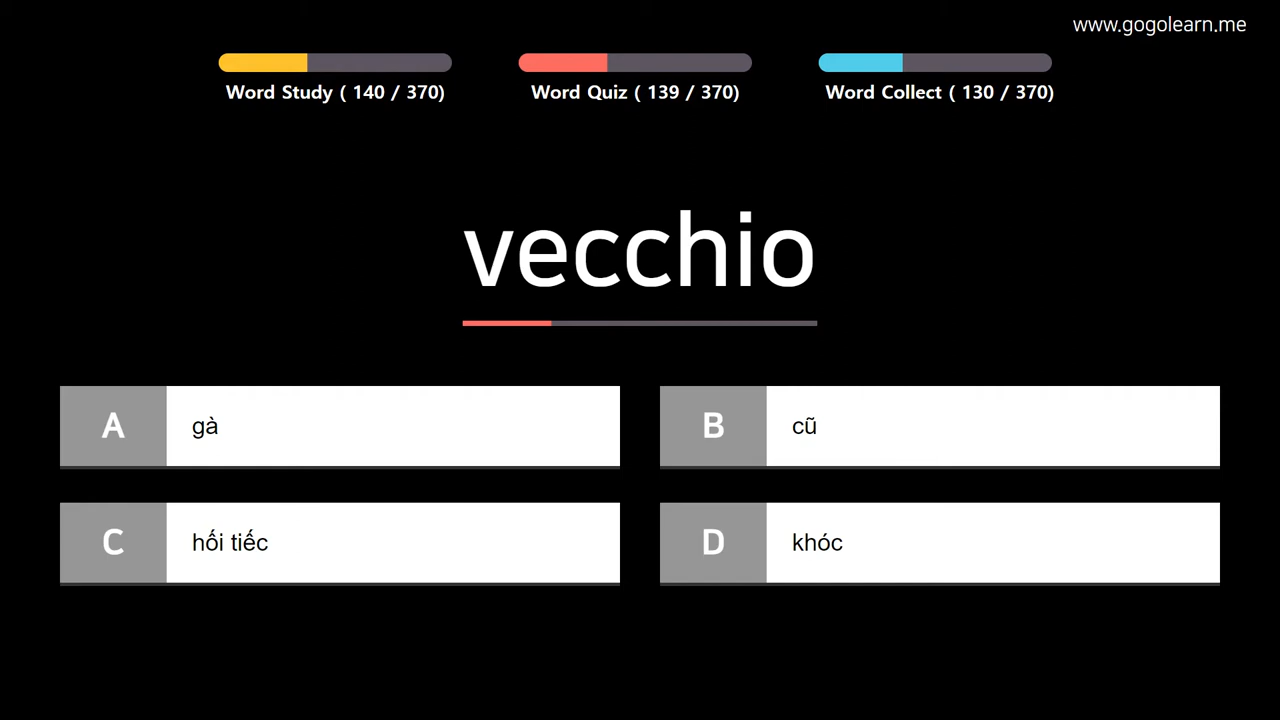 www.gogolearn.me
Word Study ( 140 / 370)
Word Quiz ( 139 / 370)
Word Collect ( 130 / 370)
vecchio
A gà
B cũ
C hối tiếc
D khóc